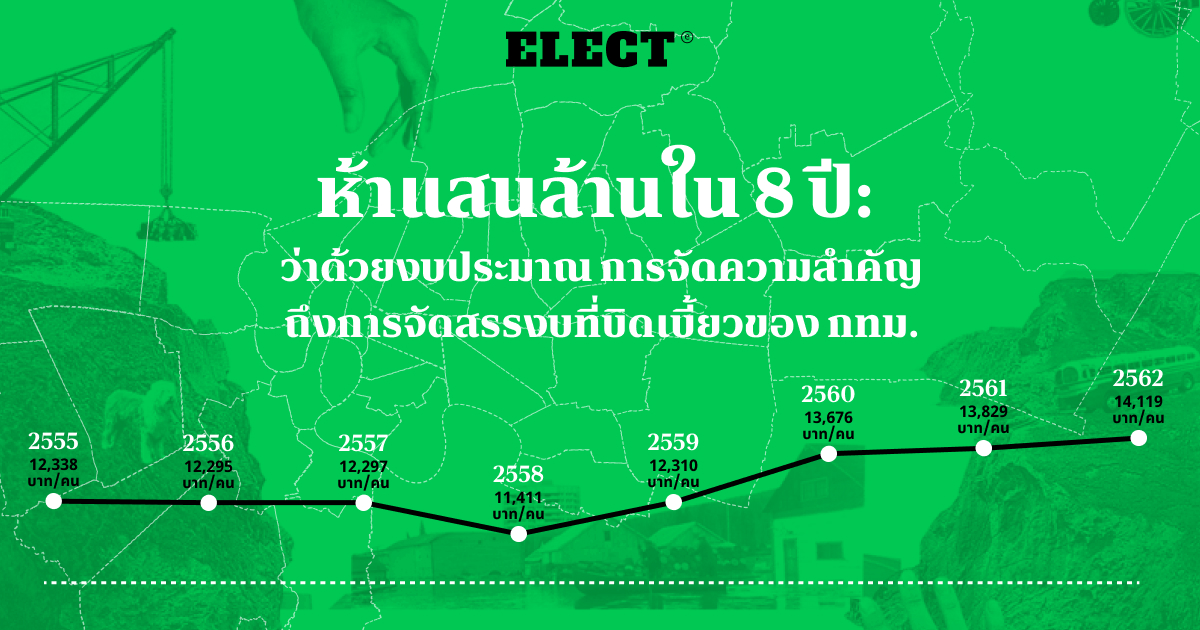 ELECT
ห้าแสนล้านใน 8 ปี:
ว่าด้วยงบประมาณ การจัดความสำคัญ
ถึงการจัดสรรงบที่บิดเบี้ยวของ กทม.
2555
12,338
บาท/คน
2556
12,295
บาท/คน
2557
12,297
บาท/คน
2558
11,411
บาท/คน
2559
12,310
บาท/คน
2560
13,676
บาท/คน
2561
13,829
บาท/คน
2562
14,119
บาท/คน